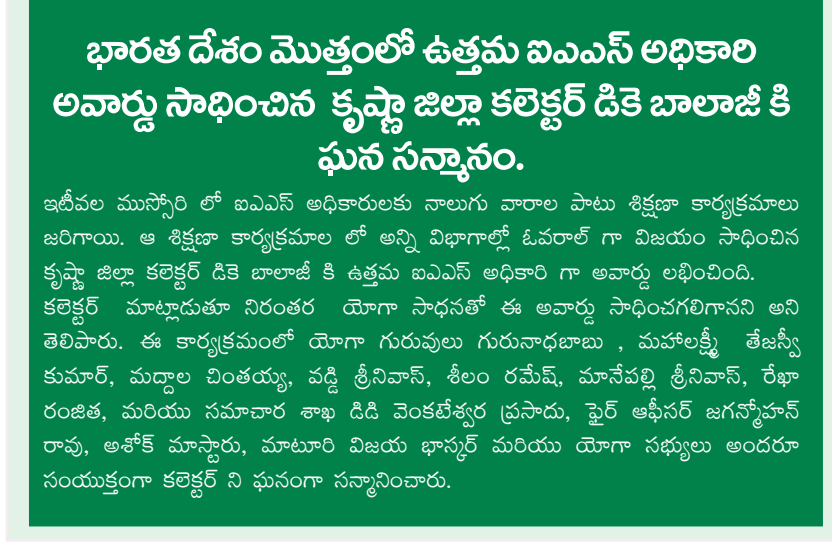 భారత దేశం మొత్తంలో ఉత్తమ ఐఎఎస్ అధికారి
అవార్డు సాధించిన కృష్ణా జిల్లా కలెక్టర్ డికె బాలాజీ కి
ఘన సన్మానం.
ఇటీవల ముస్సోరి లో ఐఎఎస్ అధికారులకు నాలుగు వారాల పాటు శిక్షణా కార్యక్రమాలు
జరిగాయి. ఆ శిక్షణా కార్యక్రమాల లో అన్ని విభాగాల్లో ఓవరాల్ గా విజయం సాధించిన
కృష్ణా జిల్లా కలెక్టర్ డికె బాలాజీ కి ఉత్తమ ఐఎఎస్ అధికారి గా అవార్డు లభించింది.
కలెక్టర్ మాట్లాడుతూ నిరంతర యోగా సాధనతో ఈ అవార్డు సాధించగలిగానని అని
తెలిపారు. ఈ కార్యక్రమంలో యోగా గురువులు గురునాధబాబు , మహాలక్ష్మీ తేజస్వీ
కుమార్, మద్దాల చింతయ్య, వడ్డి శ్రీనివాస్, శీలం రమేష్, మానేపల్లి శ్రీనివాస్, రేఖా
రంజిత, మరియు సమాచార శాఖ డిడి వెంకటేశ్వర ప్రసాదు, ఫైర్ ఆఫీసర్ జగన్మోహన్
రావు, అశోక్ మాస్టారు, మాటూరి విజయ భాస్కర్ మరియు యోగా సభ్యులు అందరూ
సంయుక్తంగా కలెక్టర్ ని ఘనంగా సన్మానించారు.